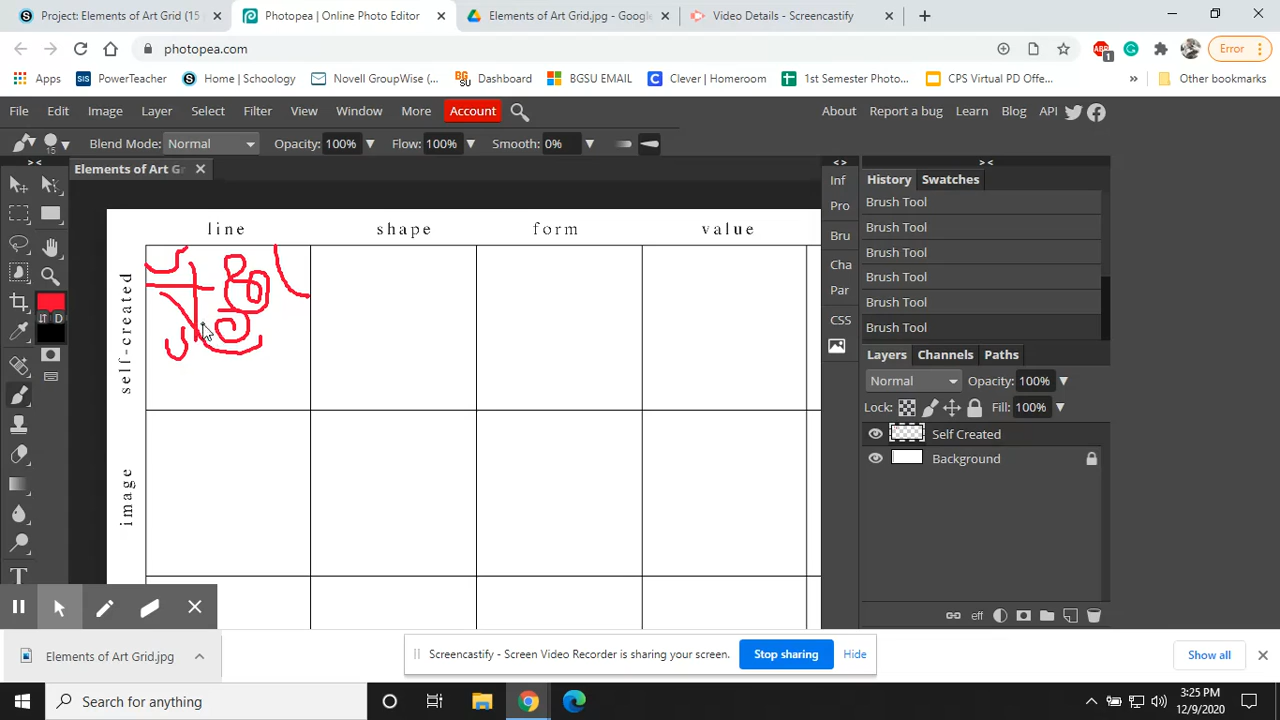 Project: Elements of Art Grid (15 Photopea | Online Photo Editor Elements of Art Grid.jpg - Google Video Details - Screencastify
photopea.com Error
Apps PowerTeacher Home | Schoology Novell GroupWise (... Dashboard BGSU EMAIL Clever | Homeroom 1st Semester Photo... CPS Virtual PD Offe... » Other bookmarks
File Edit Image Layer Select Filter View Window More Account About Report a bug Learn Blog API
15 Blend Mode: Normal Opacity: 100% Flow: 100% Smooth: 0%
> < < > > <
Elements of Art Gr Inf History Swatches
Pro Brush Tool
line shape form value Bru Brush Tool
Brush Tool
Cha Brush Tool
Par Brush Tool
D CSS Brush Tool
self-created
Layers Channels Paths
Normal Opacity: 100%
Lock: Fill: 100%
Self Created
Background
image
T
eff
Elements of Art Grid.jpg Screencastify - Screen Video Recorder is sharing your screen. Stop sharing Hide Show all
Search for anything 3:25 PM
12/9/2020